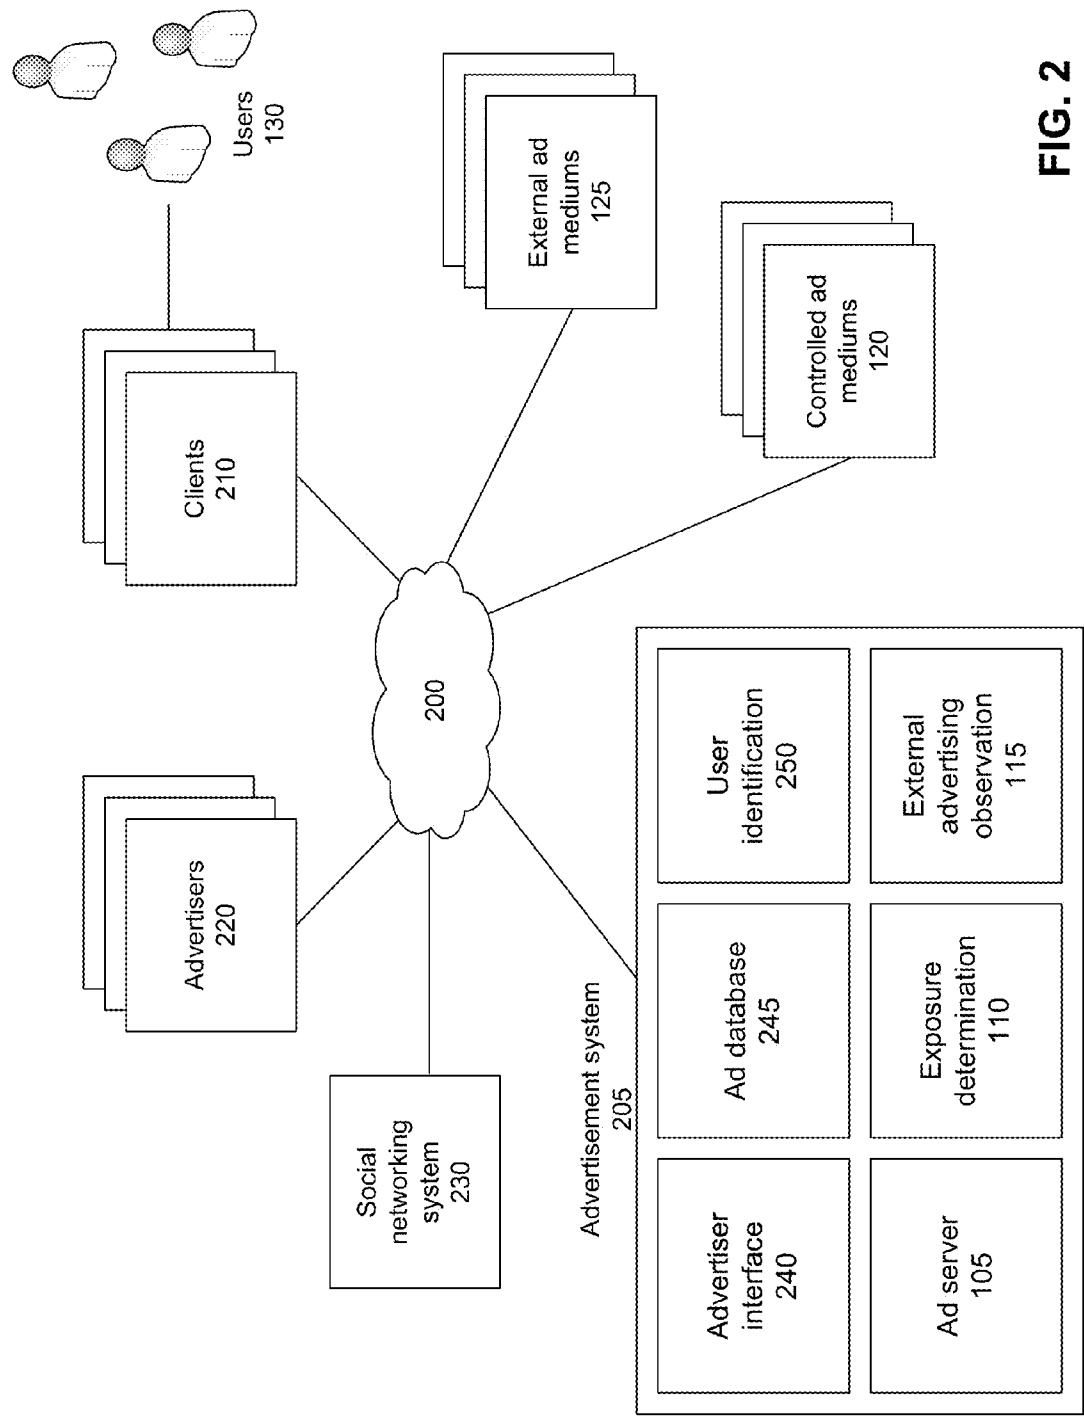 Users
130
Clients
210
Advertisers
220
Social
networking
system
230
200
External ad
mediums
125
Controlled ad
mediums
120
Advertisement system
205
Advertiser
interface
240
Ad database
245
User
identification
250
Ad server
105
Exposure
determination
110
External
advertising
observation
115
FIG. 2